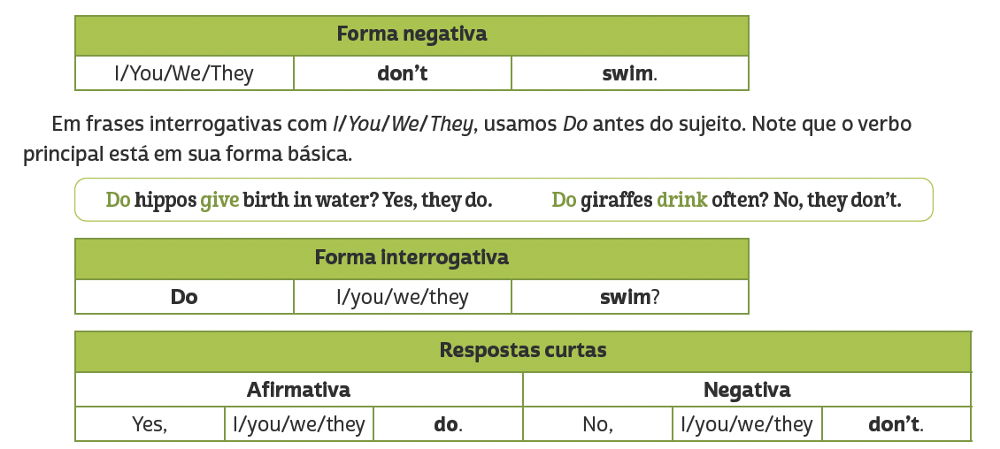 Forma negativa
I/You/We/They don't swim.
Em frases interrogativas com I/You/We/They, usamos Do antes do sujeito. Note que o verbo
principal está em sua forma básica.
Do hippos give birth in water? Yes, they do. Do giraffes drink often? No, they don't.
Forma interrogativa
Do I/you/we/they swim?
Respostas curtas
Afirmativa Negativa
Yes, I/you/we/they do. No, I/you/we/they don't.